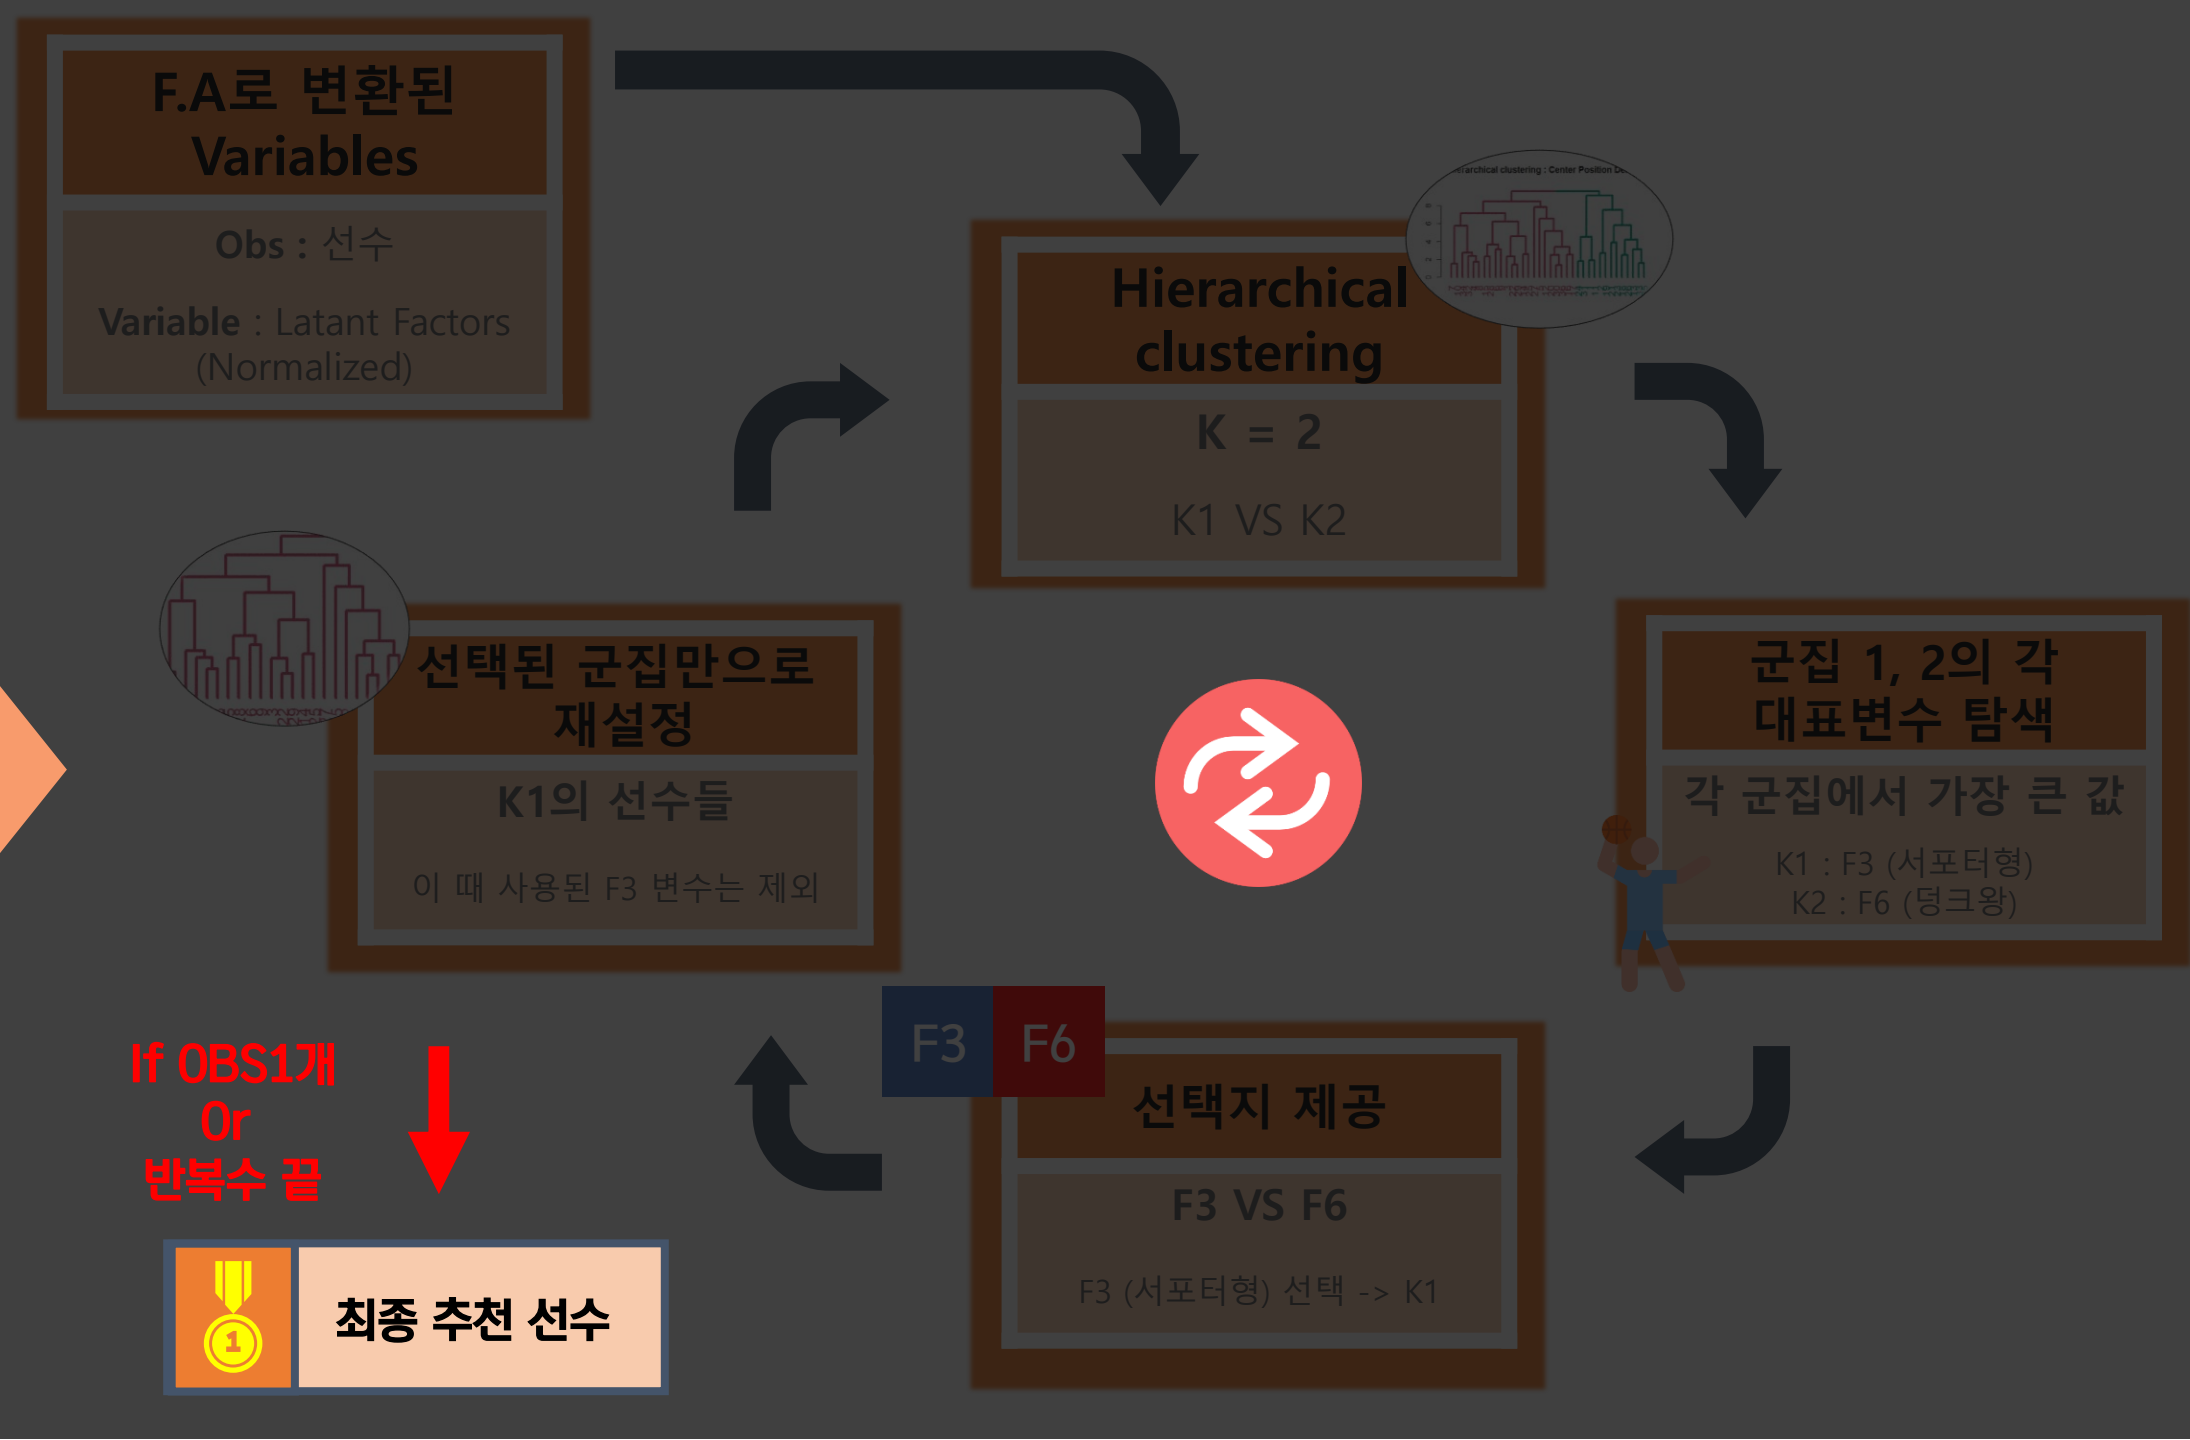 F.A로 변환된
Variables
Obs : 선수
Variable : Latant Factors
(Normalized)
archical clustering : Center Position
Hierarchical
clustering
K = 2
K1 VS K2
군집 1, 2의 각
대표변수 탐색
각 군집에서 가장 큰 값
K1 : F3 (서포터형)
K2 : F6 (덩크왕)
F3
F6
선택지 제공
F3 VS F6
F3 (서포터형) 선택 -> K1
선택된 군집만으로
재설정
K1의 선수들
이 때 사용된 F3 변수는 제외
If OBS1개
Or
반복수 끝
1
최종 추천 선수